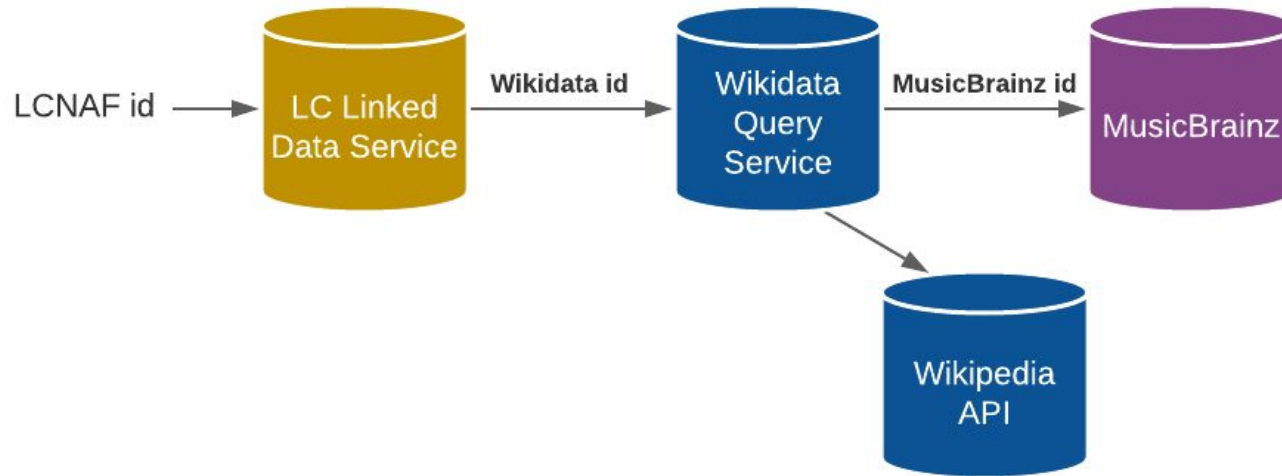 LCNAF id
LC Linked
Data Service
Wikidata id
Wikidata
Query
Service
MusicBrainz id
MusicBrainz
Wikipedia
API